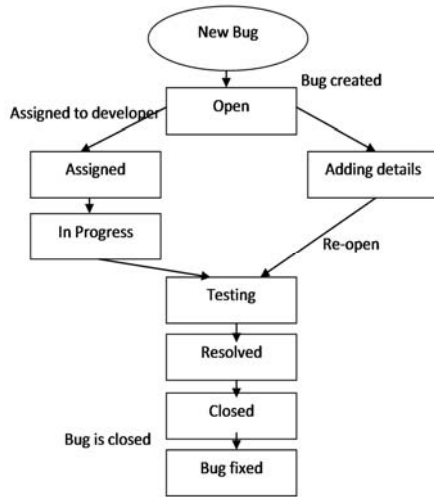 New Bug
Bug created
Open
Assigned to developer
Assigned
Adding details
In Progress
Re-open
Testing
Resolved
Closed
Bug is closed
Bug fixed